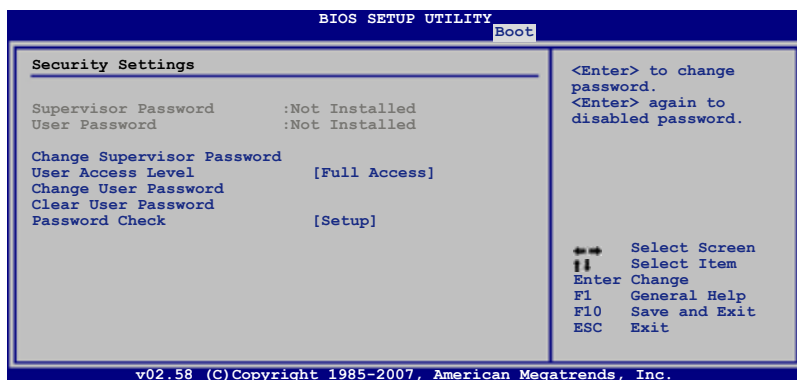 BIOS SETUP UTILITY
Boot
Security Settings
Supervisor Password :Not Installed
User Password :Not Installed
Change Supervisor Password
User Access Level [Full Access]
Change User Password
Clear User Password
Password Check [Setup]
<Enter> to change
password.
<Enter> again to
disabled password.
←→ Select Screen
↑↓ Select Item
Enter Change
F1 General Help
F10 Save and Exit
ESC Exit
v02.58 (C)Copyright 1985-2007, American Megatrends, Inc.